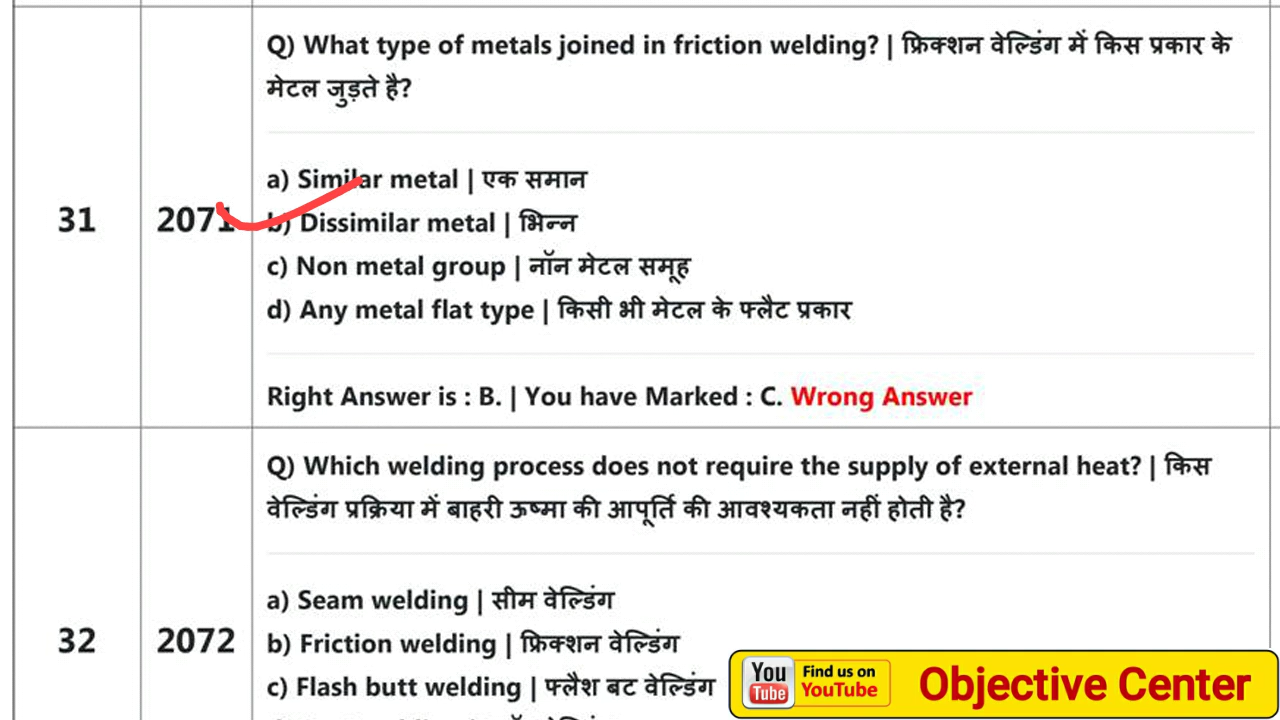 Q) What type of metals joined in friction welding? | फ्रिक्शन वेल्डिंग में किस प्रकार के
मेटल जुड़ते है?
a) Similar metal | एक समान
31
2071
b) Dissimilar metal | भिन्न
c) Non metal group | नॉन मेटल समूह
d) Any metal flat type | किसी भी मेटल के फ्लैट प्रकार
Right Answer is : B. | You have Marked : C. Wrong Answer
Q) Which welding process does not require the supply of external heat? | किस
वेल्डिंग प्रक्रिया में बाहरी ऊष्मा की आपूर्ति की आवश्यकता नहीं होती है?
a) Seam welding | सीम वेल्डिंग
32
2072
b) Friction welding | फ्रिक्शन वेल्डिंग
c) Flash butt welding | फ्लैश बट वेल्डिंग
You
Tube
Find us on
YouTube
Objective Center